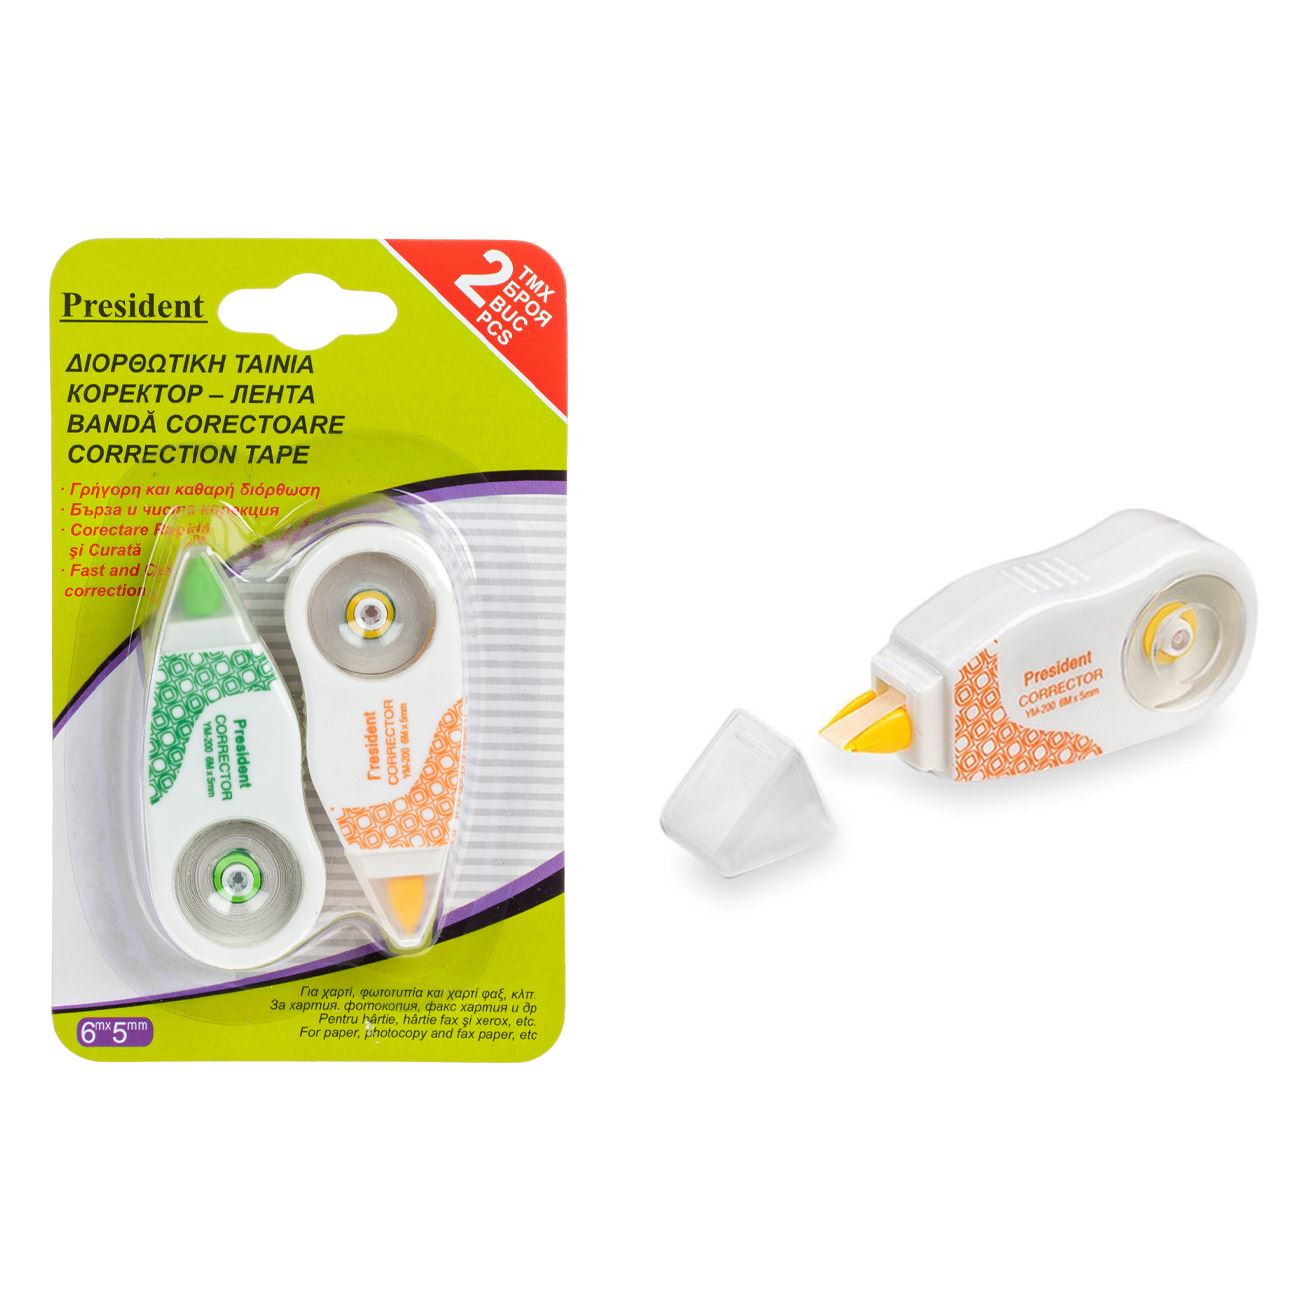 President
2 ΤΜΧ
БРОЯ
BUC
PCS
ΔΙΟΡΘΩΤΙΚΗ ΤΑΙΝΙΑ
КОРЕКТОР – ЛЕНТА
BANDĂ CORECTOARE
CORRECTION TAPE
· Γρήγορη και καθαρή διόρθωση
· Бърза и чиста корекция
· Corectare Rapidă
şi Curată
· Fast and
correction
President
CORRECTOR
YM-200 6M x 5mm
President
CORRECTOR
YM-200 6M x 5mm
Για χαρτί, φωτοτυπία και χαρτί φαξ, κλπ.
За хартия. фотокопия, факс хартия и др
Pentru hârtie, hârtie fax şi xerox, etc.
For paper, photocopy and fax paper, etc
6mx5mm
President
CORRECTOR
YM-200 6M x 5mm